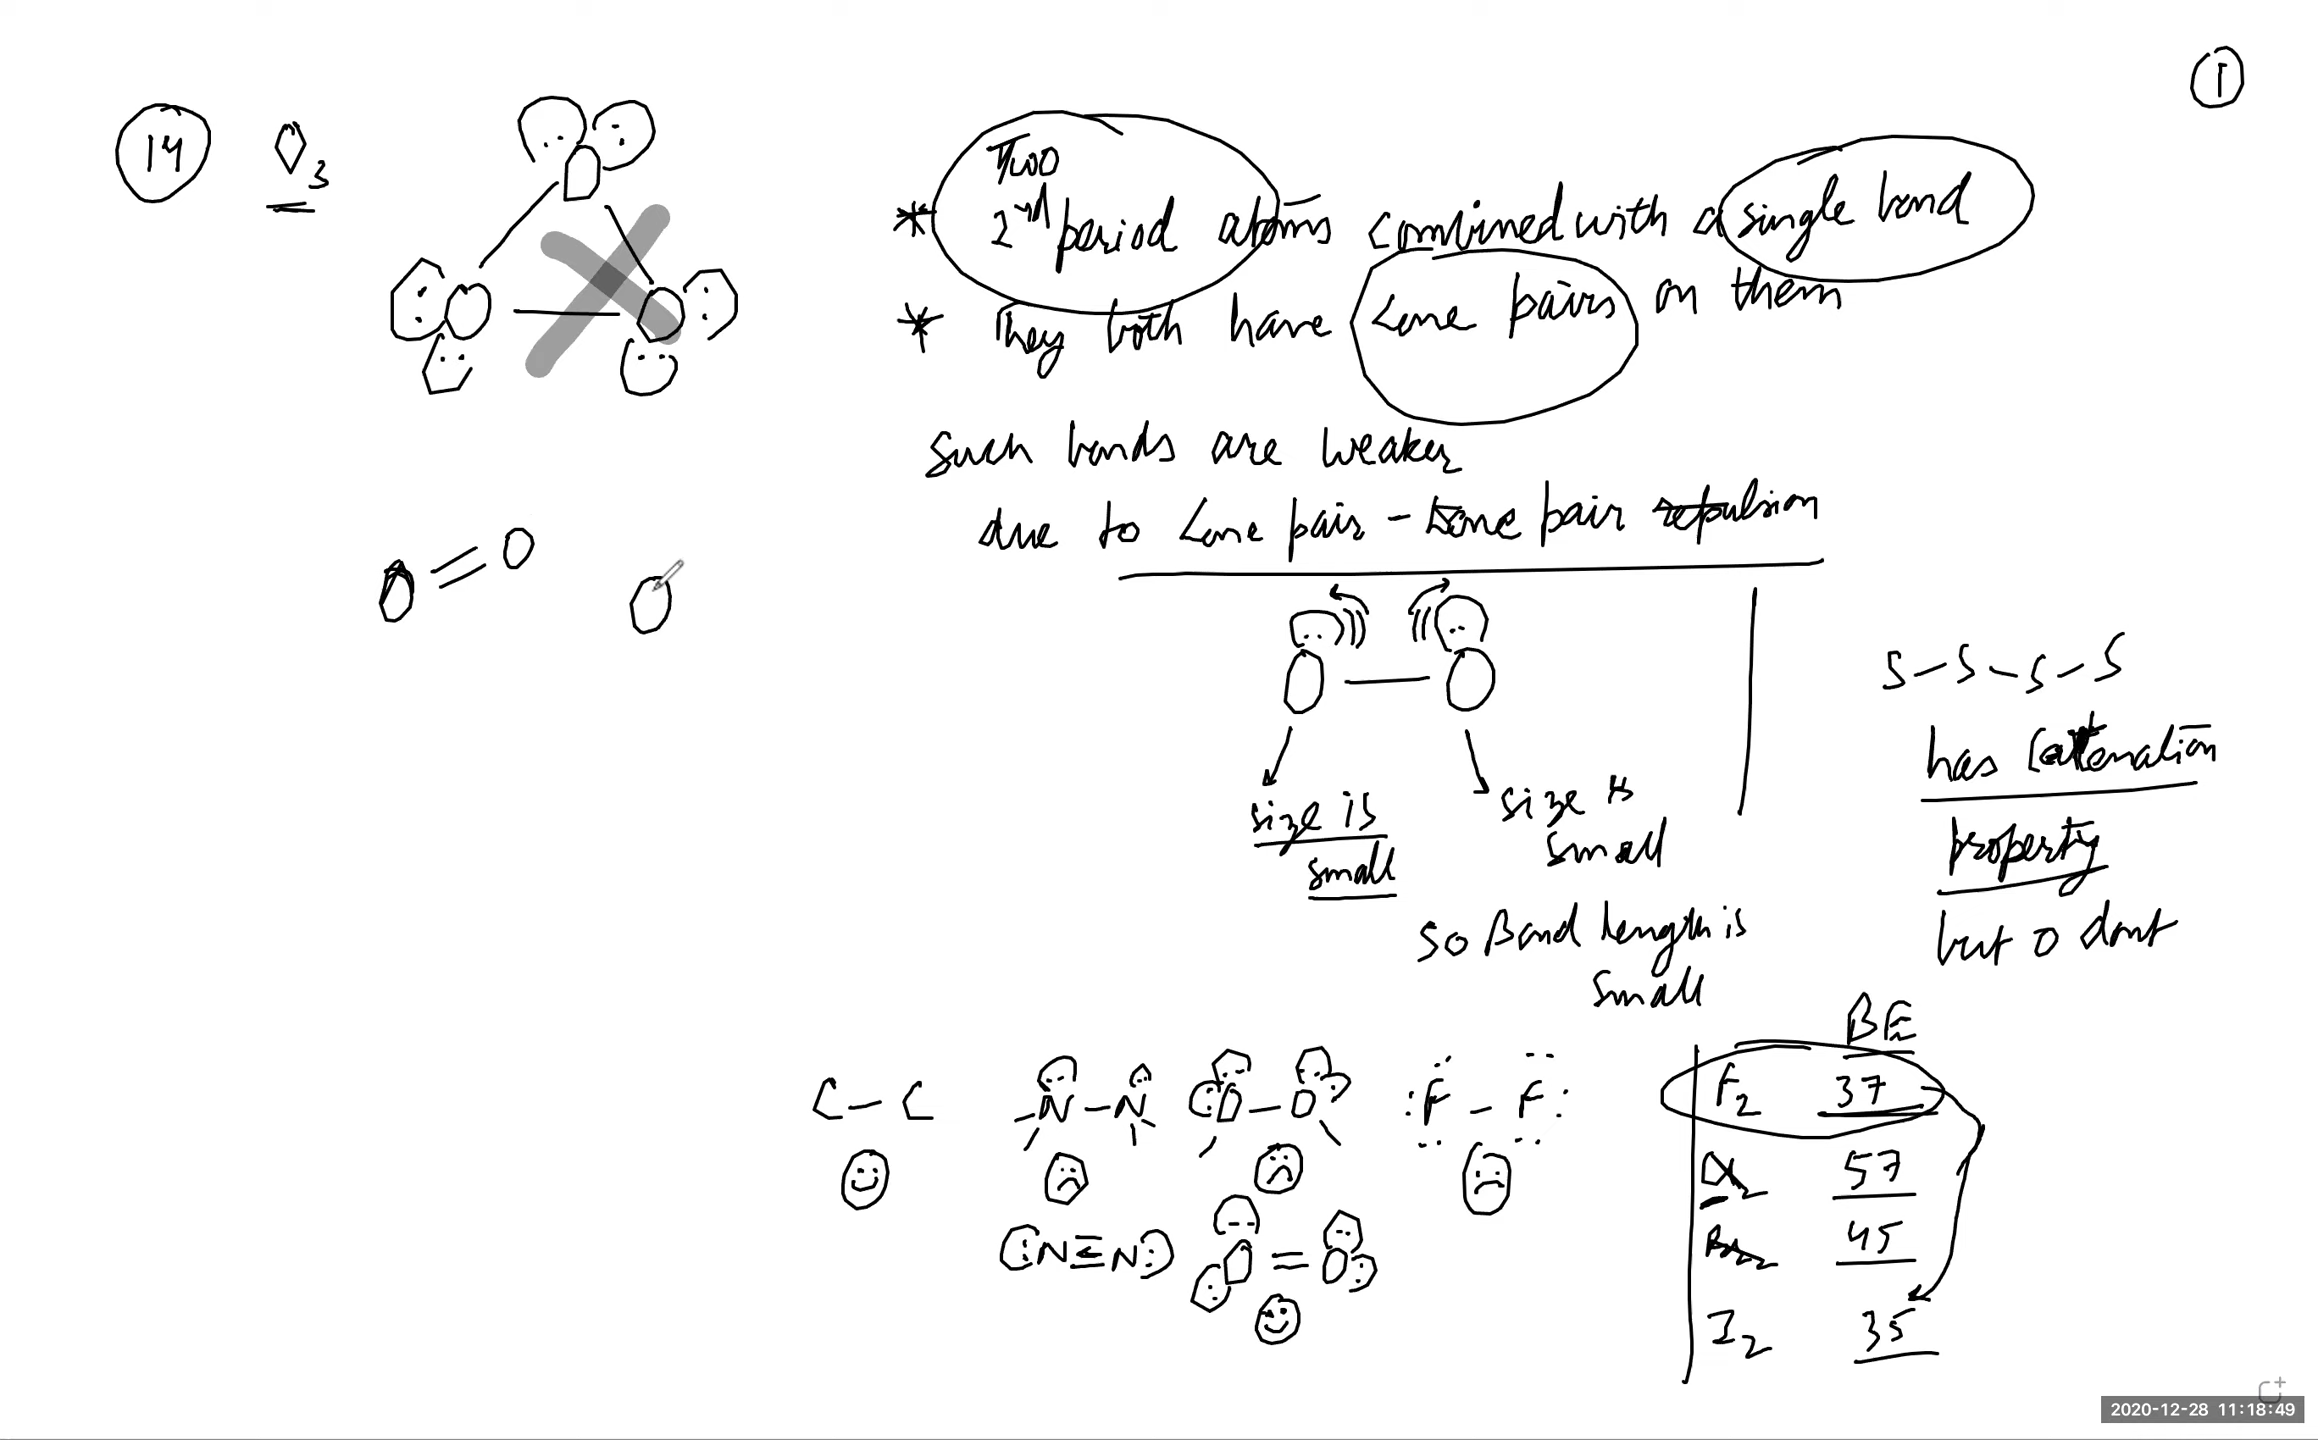 1
14 O3
O
O O
Two
* 2nd period atoms combined with a single bond
* They both have Lone pairs on them
Such bonds are weaker
due to Lone pair - Lone pair repulsion
O = O O
O — O
size is small
size is small
so Bond length is small
S – S – S – S
has Catenation
property
but O dont
C – C N – N O – O F – F
N≡N O = O
BE
F2 37
Cl2 57
Br2 45
I2 35
2020-12-28 11:18:49